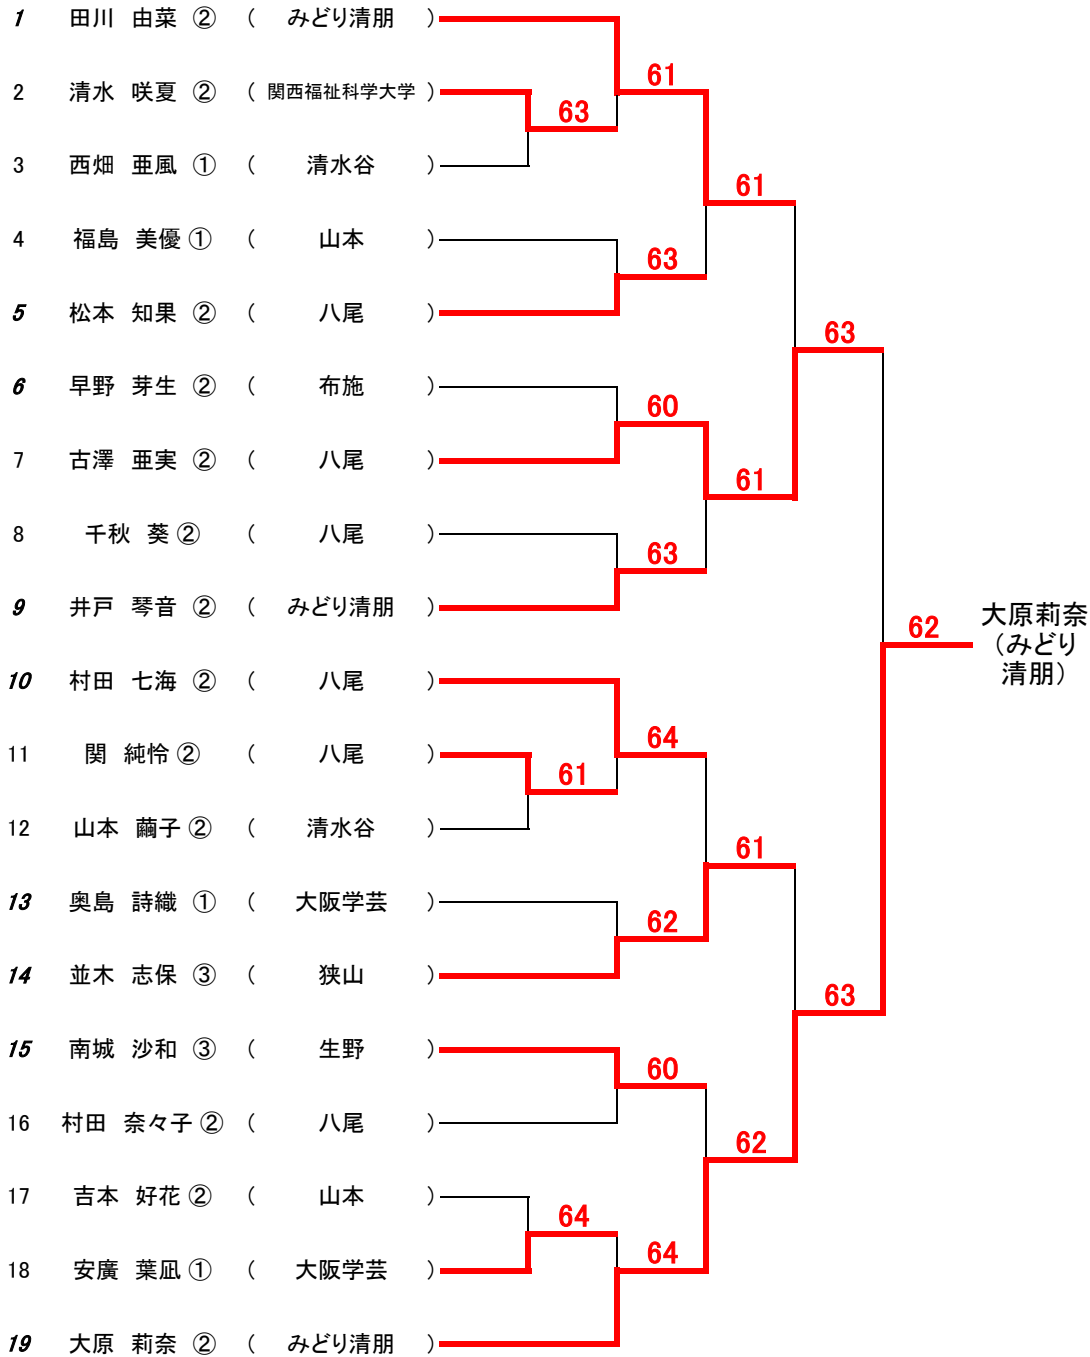 1 田川 由菜 ② ( みどり清朋 )
61
2 清水 咲夏 ② ( 関西福祉科学大学 )
63
3 西畑 亜風 ① ( 清水谷 )
61
4 福島 美優 ① ( 山本 )
63
5 松本 知果 ② ( 八尾 )
63
6 早野 芽生 ② ( 布施 )
60
7 古澤 亜実 ② ( 八尾 )
61
8 千秋 葵 ② ( 八尾 )
63
9 井戸 琴音 ② ( みどり清朋 )
62
大原莉奈
(みどり
清朋)
10 村田 七海 ② ( 八尾 )
64
11 関 純怜 ② ( 八尾 )
61
12 山本 繭子 ② ( 清水谷 )
61
13 奥島 詩織 ① ( 大阪学芸 )
62
14 並木 志保 ③ ( 狭山 )
63
15 南城 沙和 ③ ( 生野 )
60
16 村田 奈々子 ② ( 八尾 )
62
17 吉本 好花 ② ( 山本 )
64
18 安廣 葉凪 ① ( 大阪学芸 )
64
19 大原 莉奈 ② ( みどり清朋 )